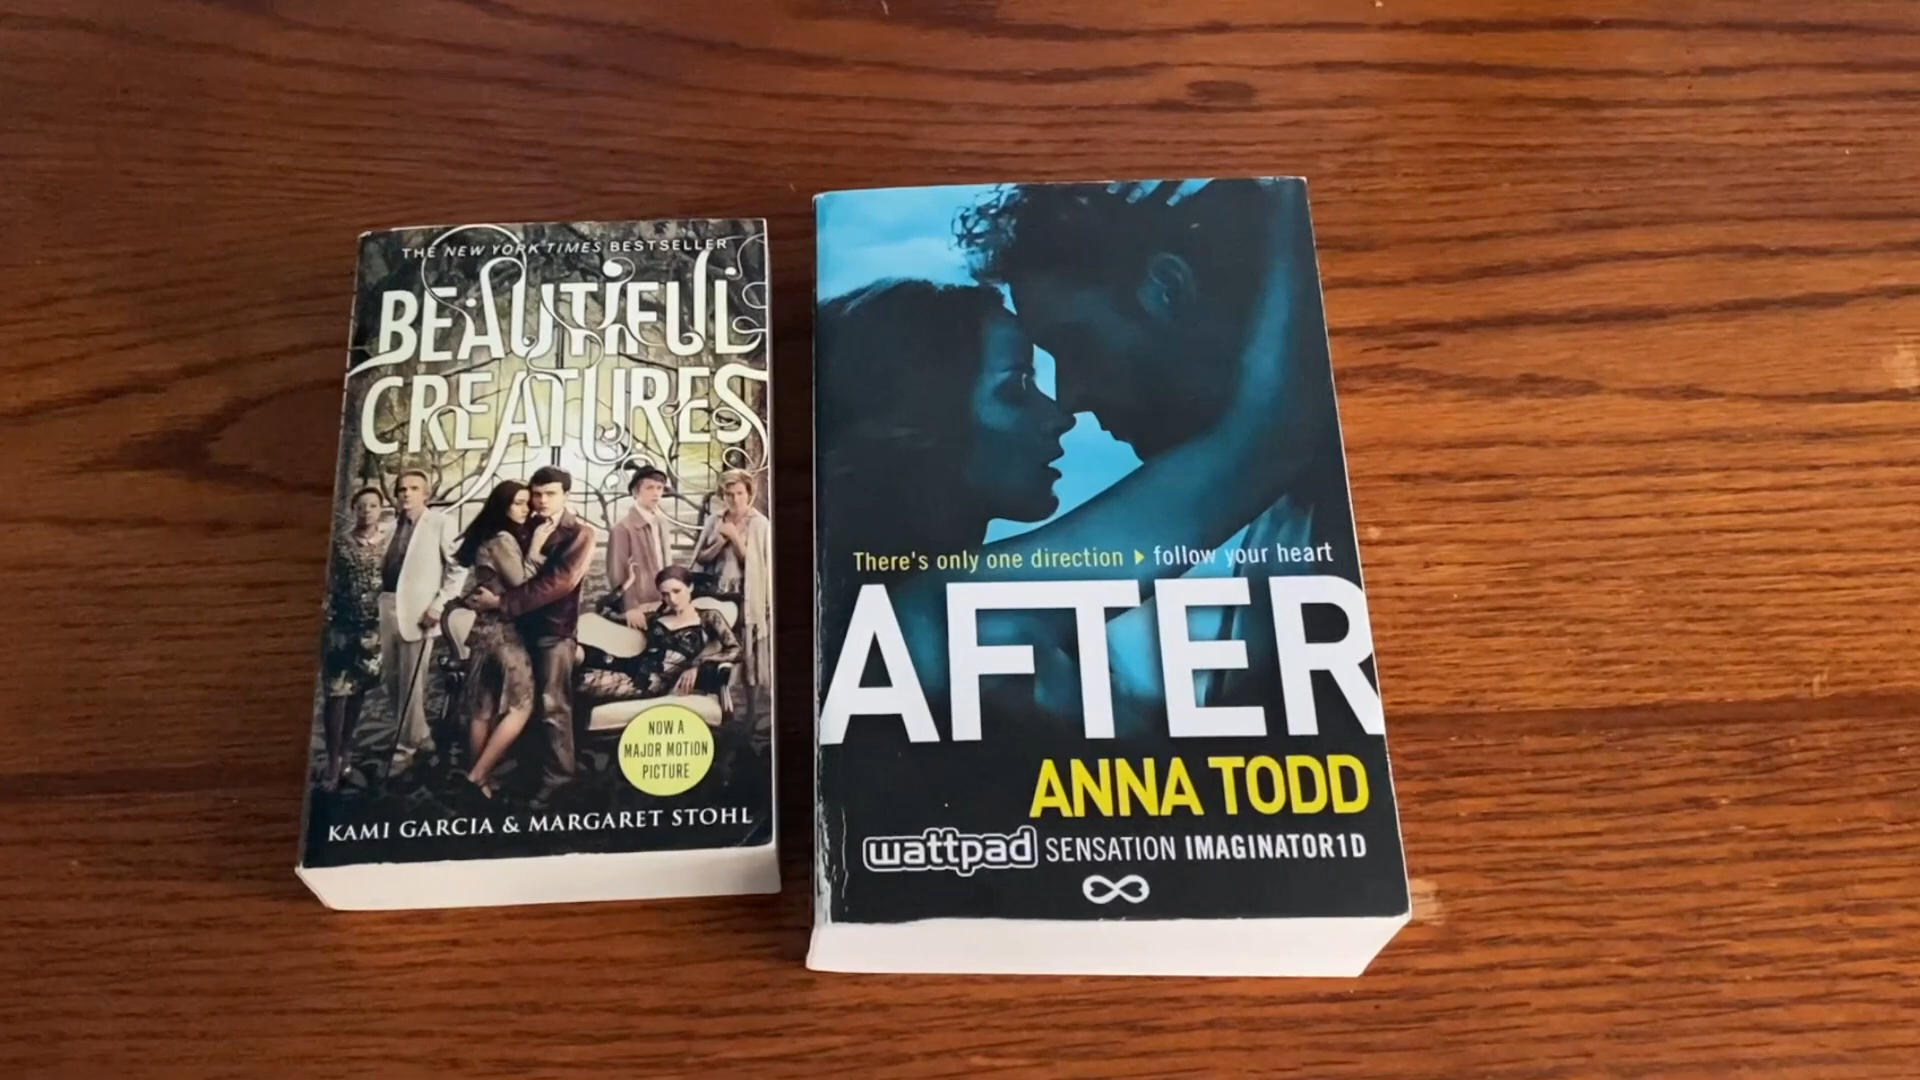 THE NEW YORK TIMES BESTSELLER
BEAUTIFUL
CREATURES
NOW A
MAJOR MOTION
PICTURE
KAMI GARCIA & MARGARET STOHL
There's only one direction follow your heart
AFTER
ANNA TODD
wattpad SENSATION IMAGINATOR1D